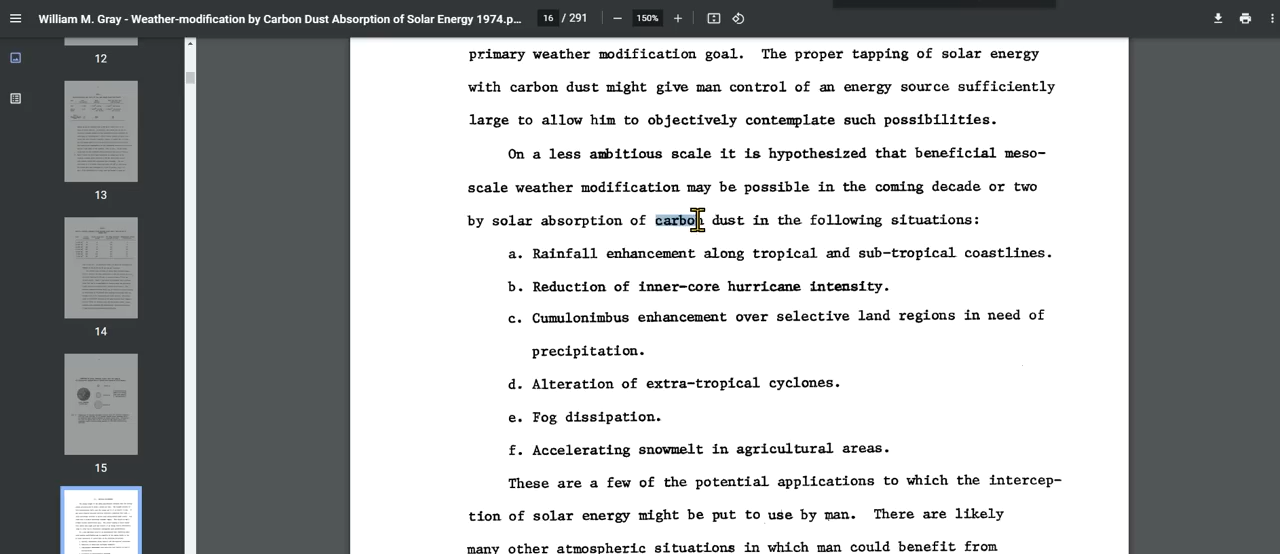 William M. Gray - Weather-modification by Carbon Dust Absorption of Solar Energy 1974.p...
16 / 291
150%
12
13
14
15
primary weather modification goal. The proper tapping of solar energy
with carbon dust might give man control of an energy source sufficiently
large to allow him to objectively contemplate such possibilities.
On a less ambitious scale it is hypothesized that beneficial meso-
scale weather modification may be possible in the coming decade or two
by solar absorption of carbon dust in the following situations:
a. Rainfall enhancement along tropical and sub-tropical coastlines.
b. Reduction of inner-core hurricane intensity.
c. Cumulonimbus enhancement over selective land regions in need of
precipitation.
d. Alteration of extra-tropical cyclones.
e. Fog dissipation.
f. Accelerating snowmelt in agricultural areas.
These are a few of the potential applications to which the intercep-
tion of solar energy might be put to use by man. There are likely
many other atmospheric situations in which man could benefit from